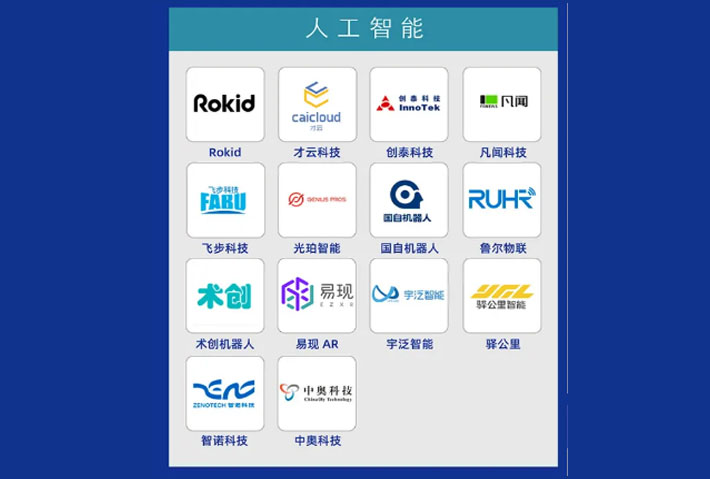 人工智能
Rokid
caicloud
才云
创泰科技
InnoTek
凡闻
Rokid
才云科技
创泰科技
凡闻科技
飞步科技
FABU
GENIUS PROS
国自机器人
RUHR
飞步科技
光珀智能
国自机器人
鲁尔物联
术创
易现
EZXR
宇泛智能
驿公里智能
术创机器人
易现 AR
宇泛智能
驿公里
ZENOTECH 智诺科技
中奥科技
智诺科技
中奥科技